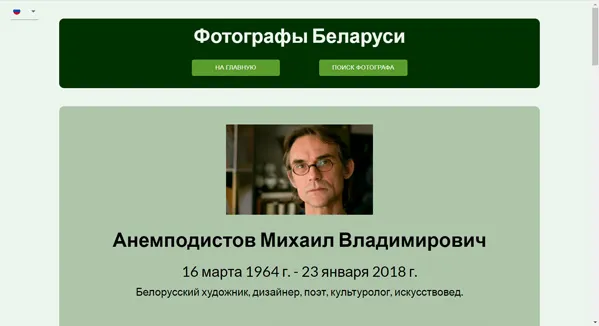 Фотографы Беларуси
НА ГЛАВНУЮ
ПОИСК ФОТОГРАФА
Анемподистов Михаил Владимирович
16 марта 1964 г. - 23 января 2018 г.
Белорусский художник, дизайнер, поэт, культуролог, искусствовед.